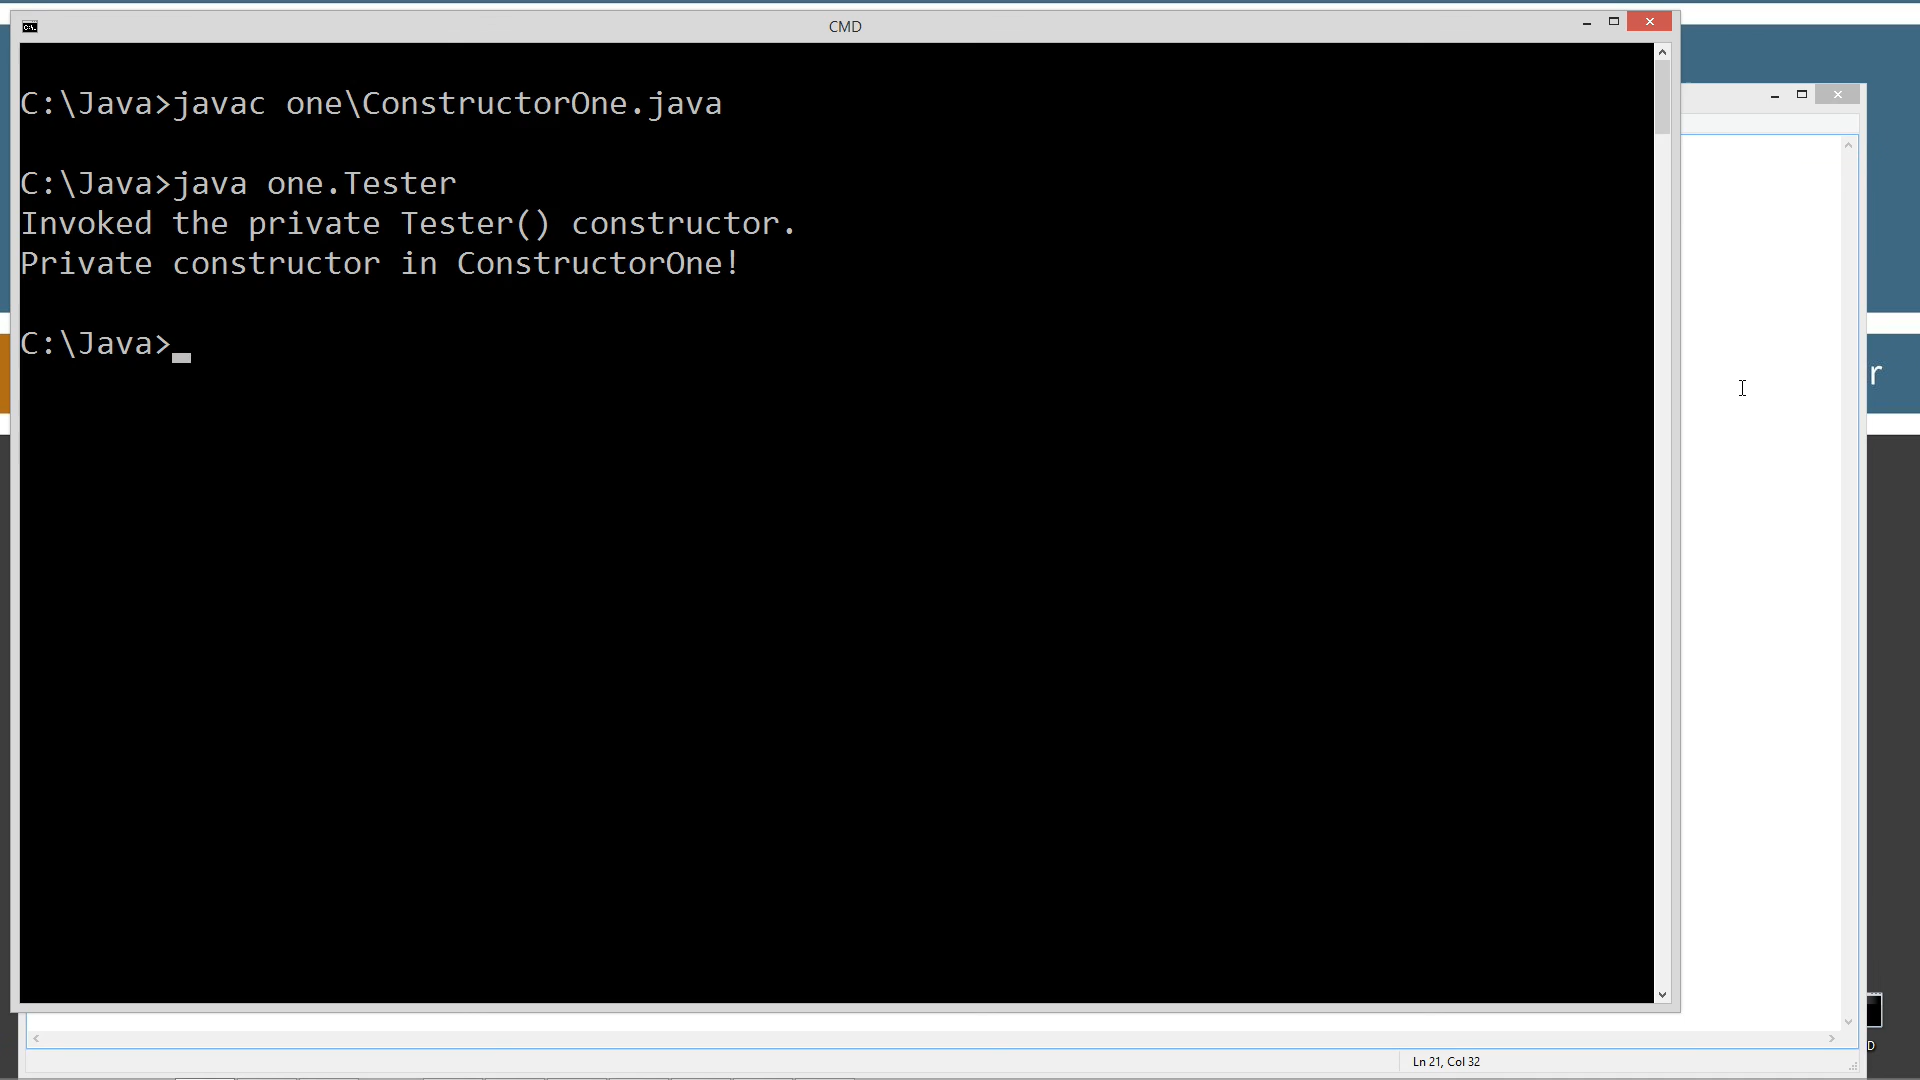 CMD
C:\Java>javac one\ConstructorOne.java
C:\Java>java one.Tester
Invoked the private Tester() constructor.
Private constructor in ConstructorOne!
C:\Java>
r
D
Ln 21, Col 32